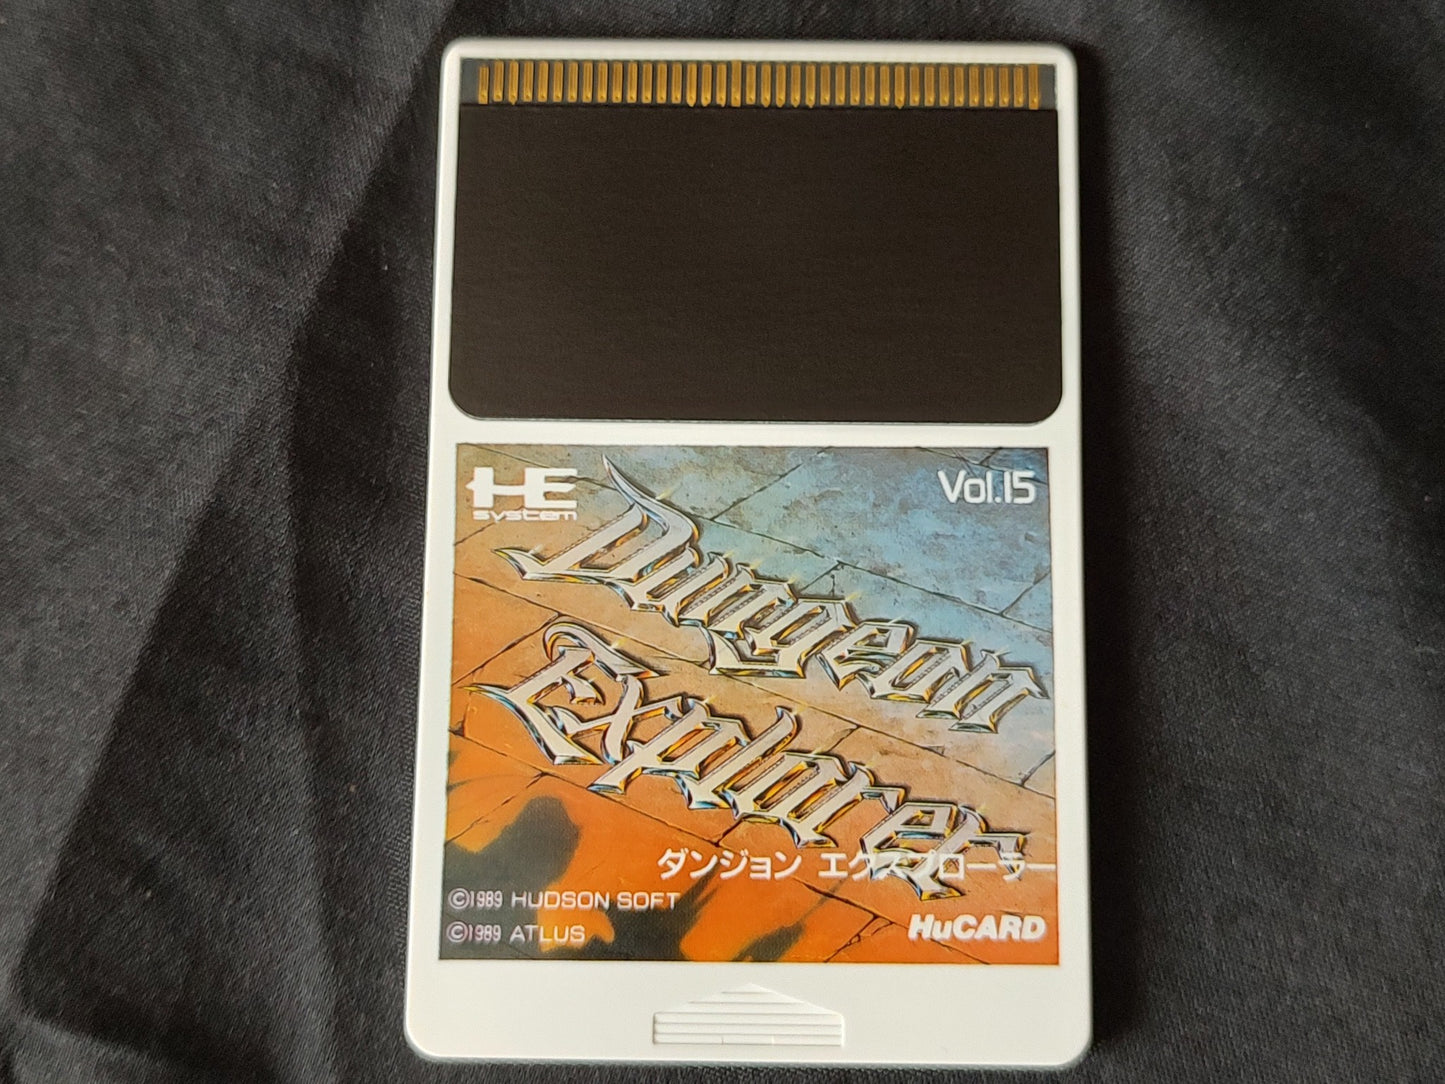 HE
system
Vol.15
Dungeon
Explorer
ダンジョン エクスプローラー
©1989 HUDSON SOFT
©1989 ATLUS
HuCARD